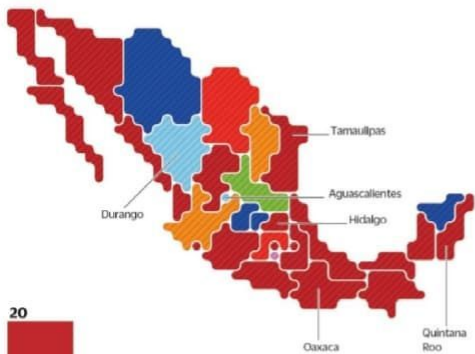 Tamaulipas
Aguascalientes
Durango
Hidalgo
20
Oaxaca
Quintana
Roo